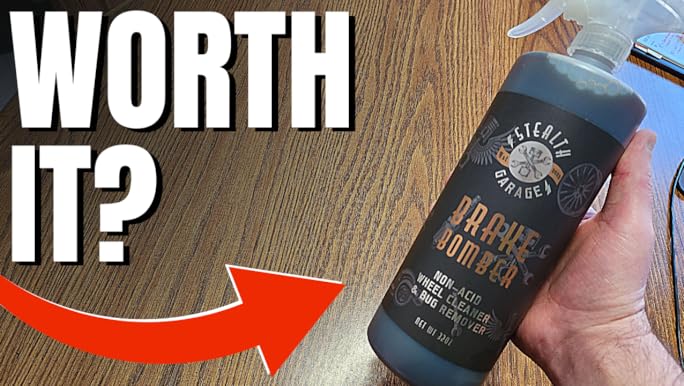 WORTH
IT?
STEALTH
GARAGE
BRAKE
BOMBER
NON-ACID
WHEEL CLEANER
& BUG REMOVER